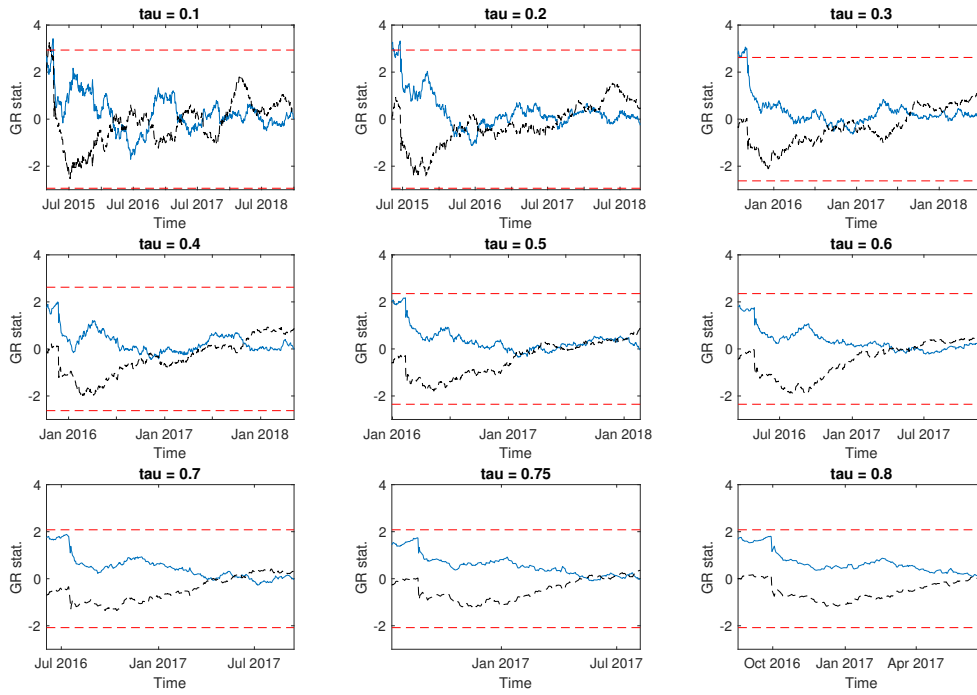 tau = 0.1
4
2
0
-2
GR stat.
Jul 2015 Jul 2016 Jul 2017 Jul 2018
Time
tau = 0.2
4
2
0
-2
GR stat.
Jul 2015 Jul 2016 Jul 2017 Jul 2018
Time
tau = 0.3
4
2
0
-2
GR stat.
Jan 2016 Jan 2017 Jan 2018
Time
tau = 0.4
4
2
0
-2
GR stat.
Jan 2016 Jan 2017 Jan 2018
Time
tau = 0.5
4
2
0
-2
GR stat.
Jan 2016 Jan 2017 Jan 2018
Time
tau = 0.6
4
2
0
-2
GR stat.
Jul 2016 Jan 2017 Jul 2017
Time
tau = 0.7
4
2
0
-2
GR stat.
Jul 2016 Jan 2017 Jul 2017
Time
tau = 0.75
4
2
0
-2
GR stat.
Jan 2017 Jul 2017
Time
tau = 0.8
4
2
0
-2
GR stat.
Oct 2016 Jan 2017 Apr 2017
Time